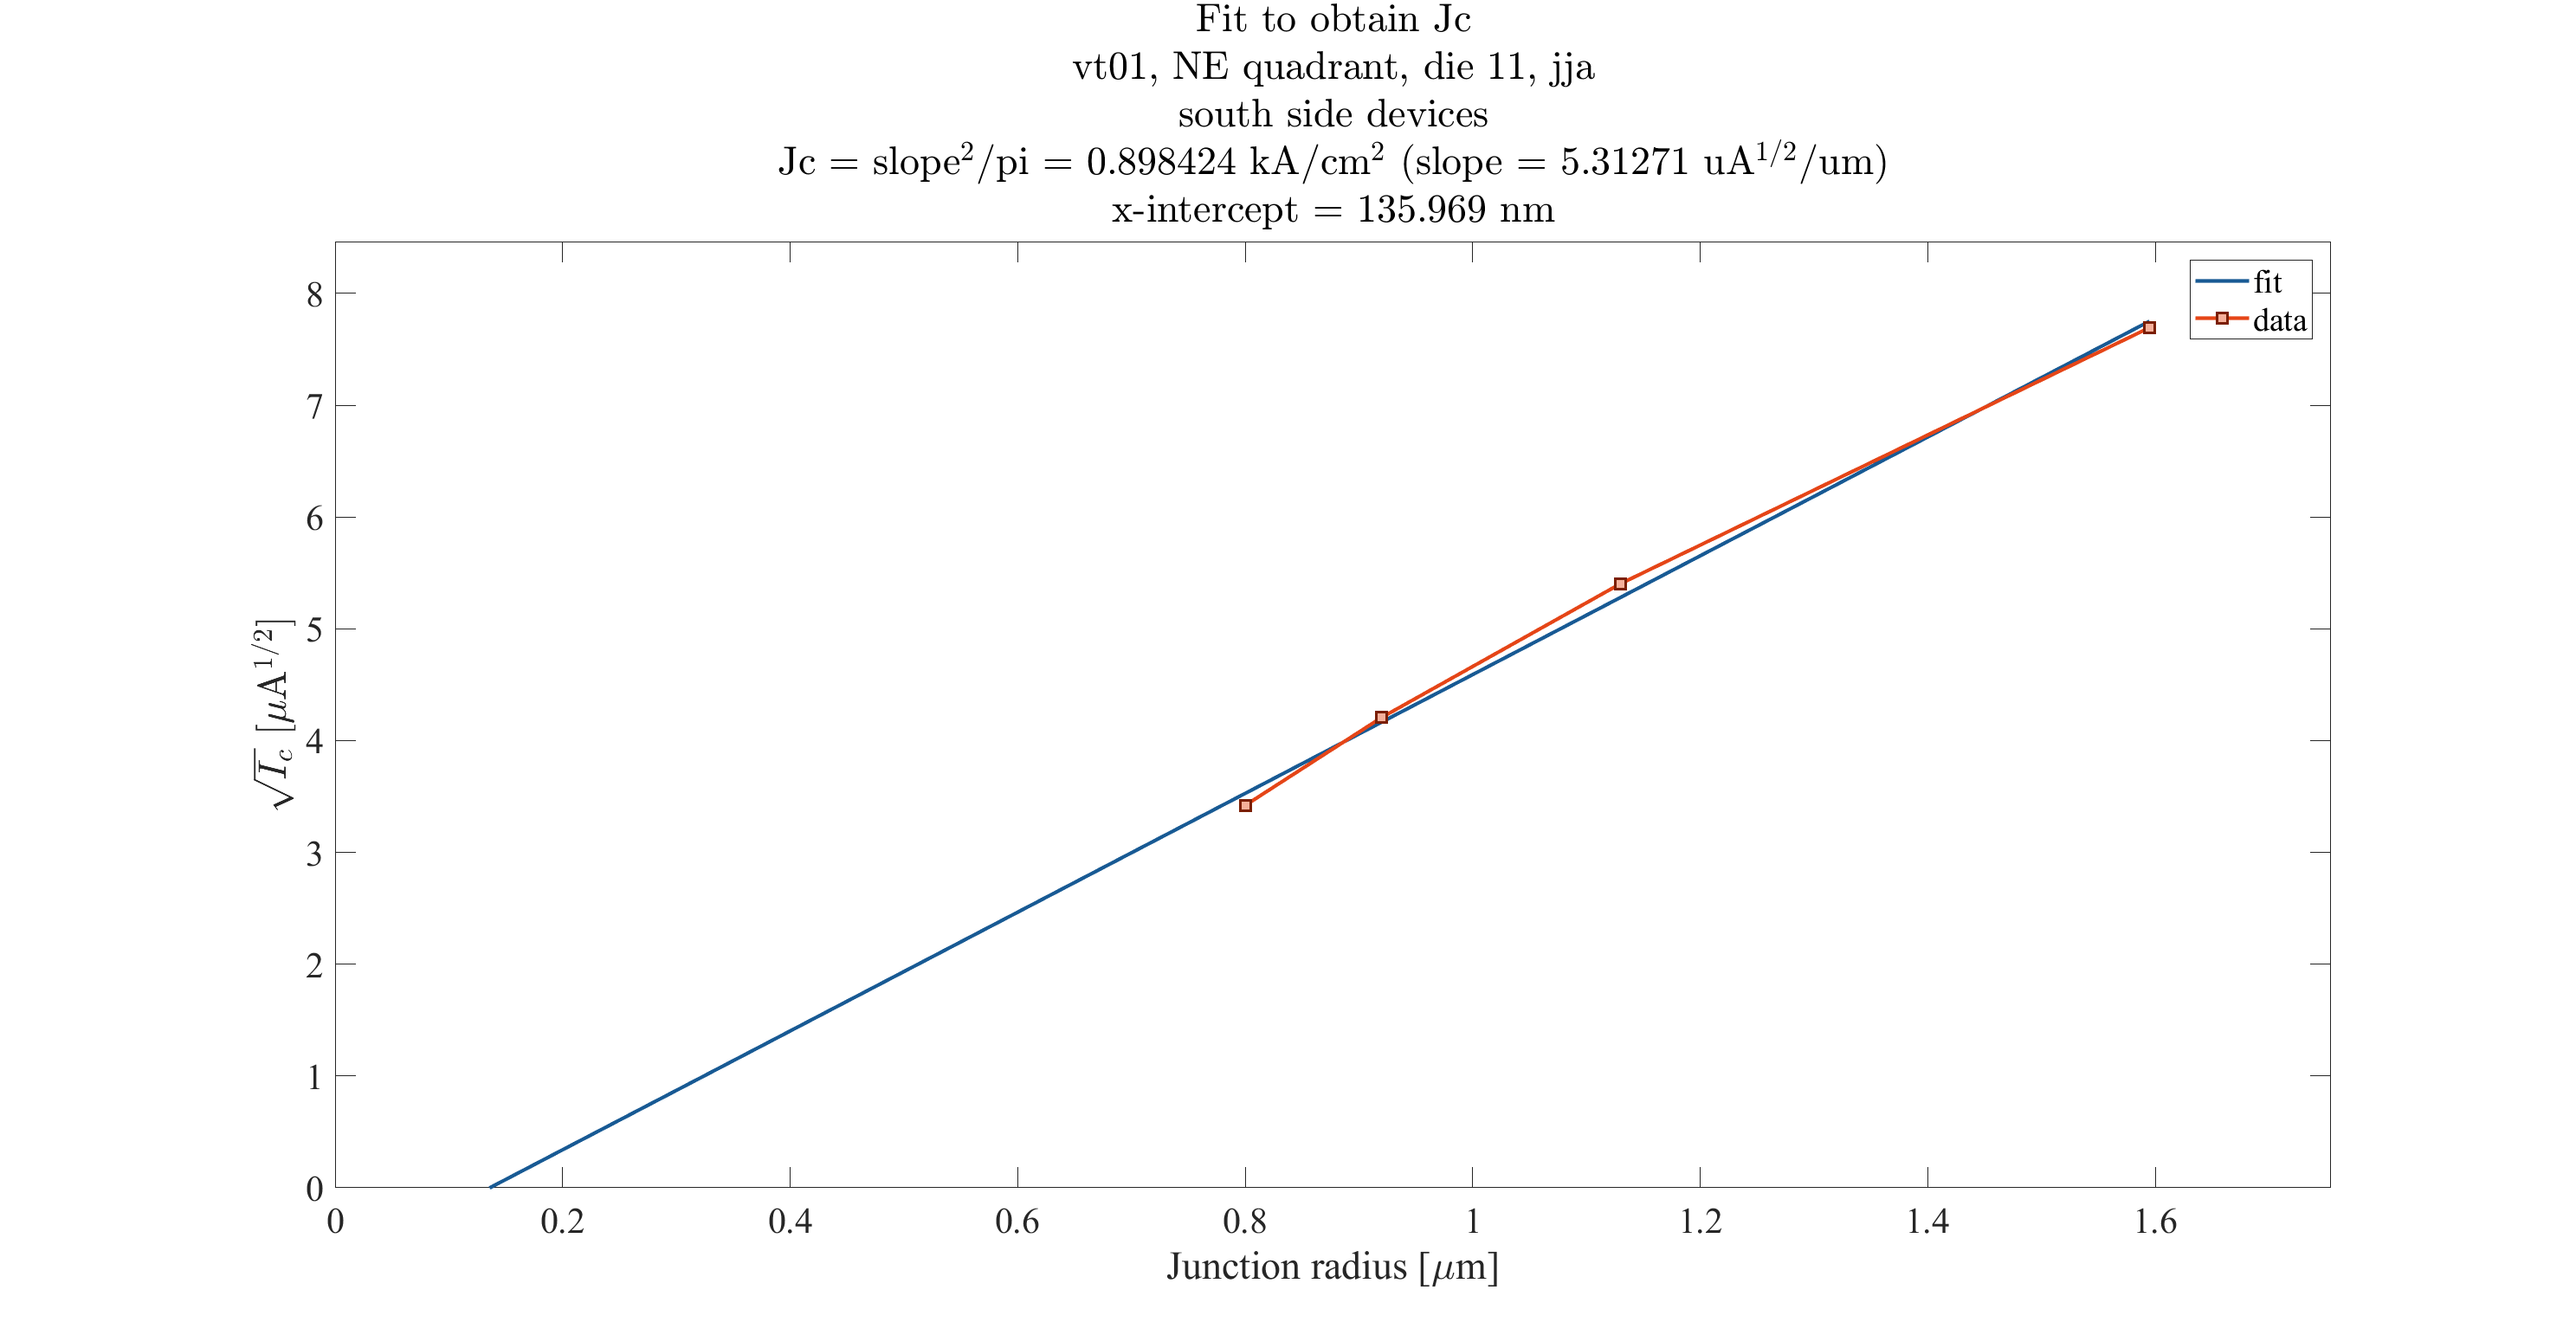 Fit to obtain Jc
vt01, NE quadrant, die 11, jja
south side devices
Jc = slope²/pi = 0.898424 kA/cm² (slope = 5.31271 uA^{1/2}/um)
x-intercept = 135.969 nm
fit
data
8
7
6
5
4
3
2
1
0
√I_c [μA^{1/2}]
0 0.2 0.4 0.6 0.8 1 1.2 1.4 1.6
Junction radius [μm]